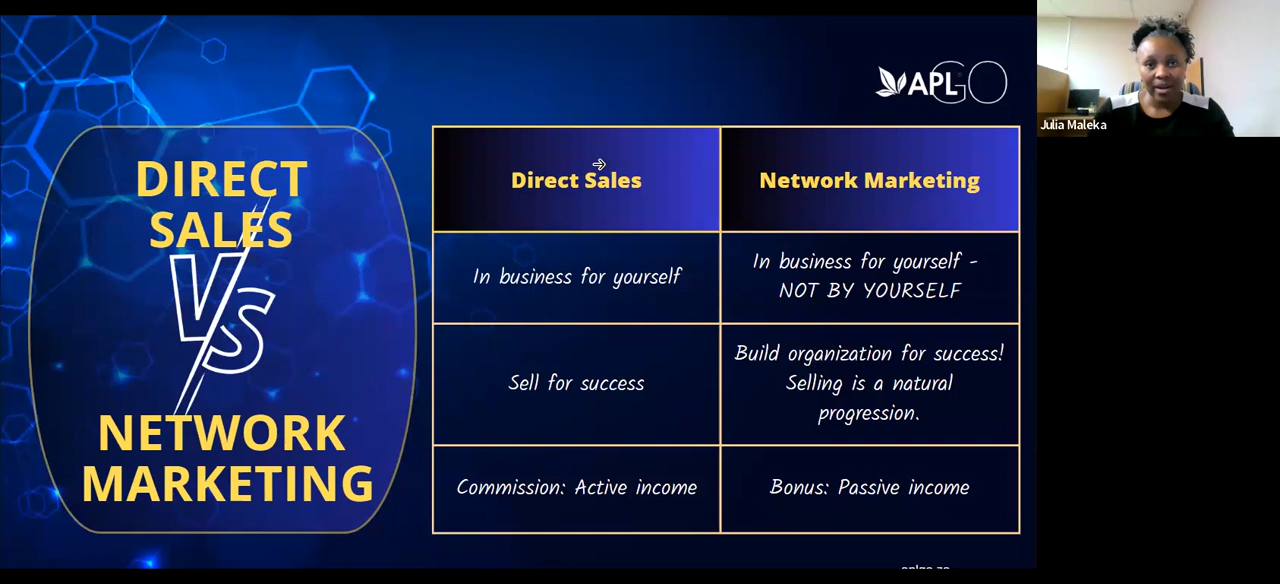 APL GO
DIRECT
SALES
VS
NETWORK
MARKETING
Direct Sales
Network Marketing
In business for yourself
In business for yourself -
NOT BY YOURSELF
Sell for success
Build organization for success!
Selling is a natural
progression.
Commission: Active income
Bonus: Passive income
Julia Maleka